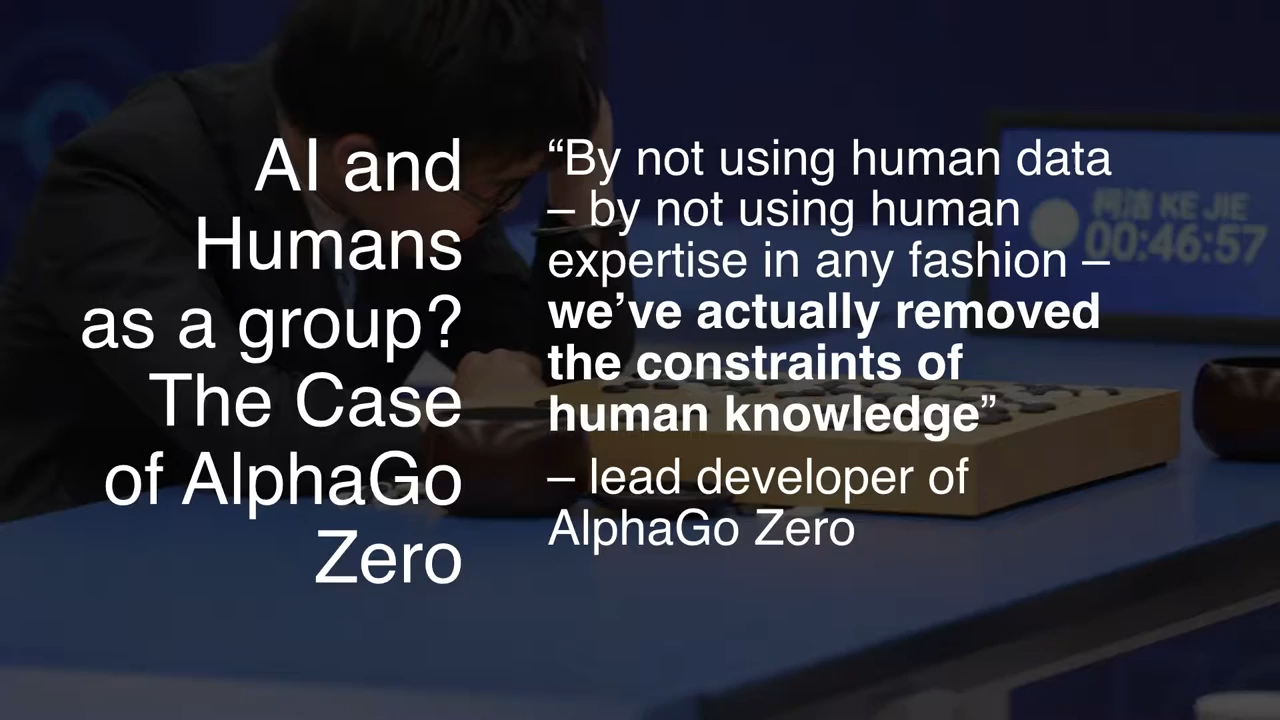 AI and
Humans
as a group?
The Case
of AlphaGo
Zero
“By not using human data
– by not using human
expertise in any fashion –
we’ve actually removed
the constraints of
human knowledge”
– lead developer of
AlphaGo Zero
柯洁 KE JIE
00:46:57